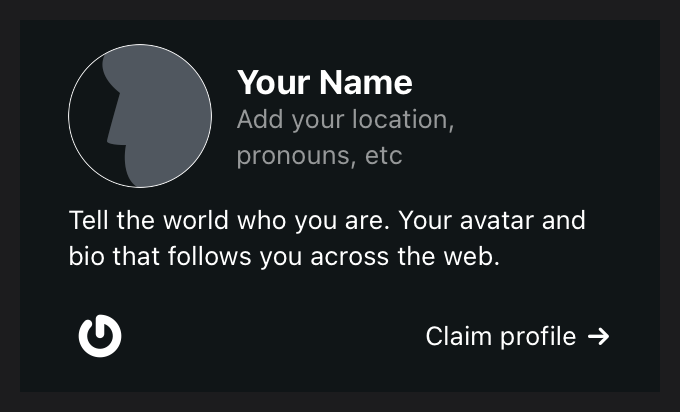 Your Name
Add your location,
pronouns, etc
Tell the world who you are. Your avatar and
bio that follows you across the web.
Claim profile →